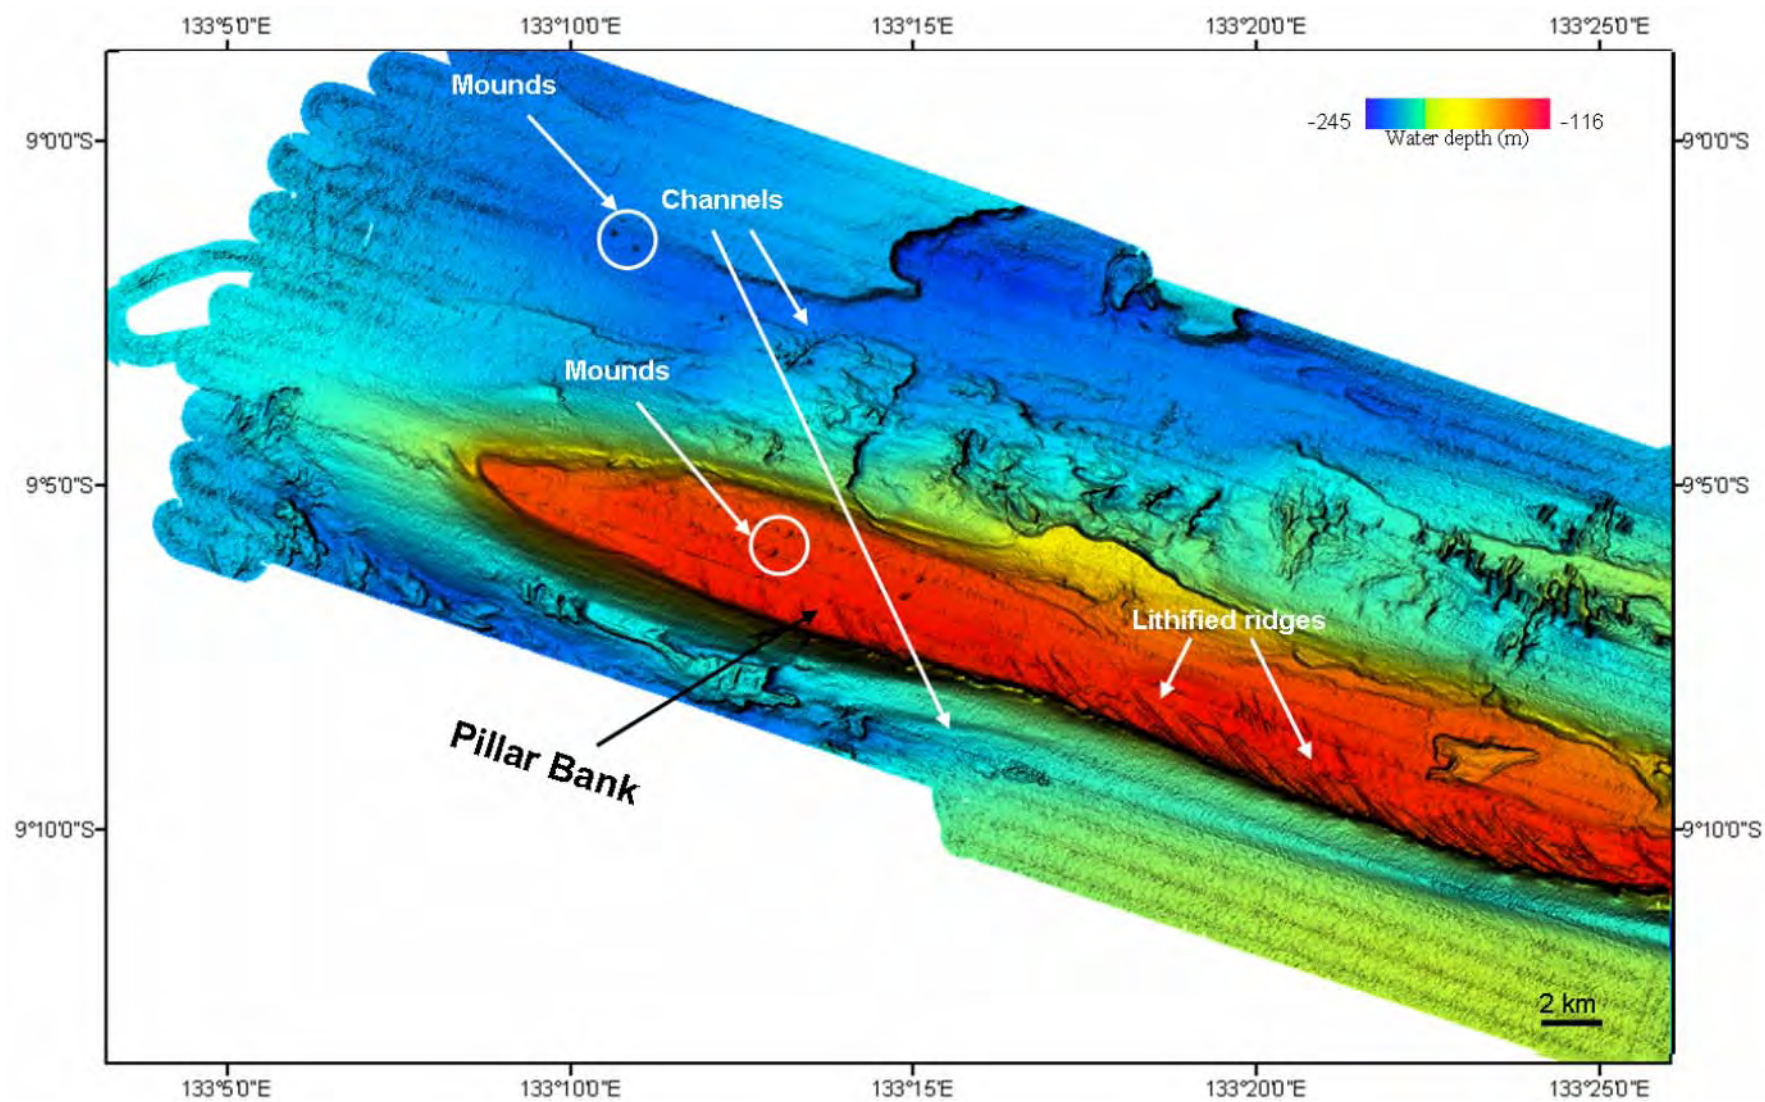 133°5'0"E 133°10'0"E 133°15'E 133°20'0"E 133°25'0"E
Mounds
-245 -116
Water depth (m)
9°0'0"S 9°0'0"S
Channels
Mounds
9°5'0"S 9°5'0"S
Lithified ridges
Pillar Bank
9°10'0"S 9°10'0"S
2 km
133°5'0"E 133°10'0"E 133°15'E 133°20'0"E 133°25'0"E